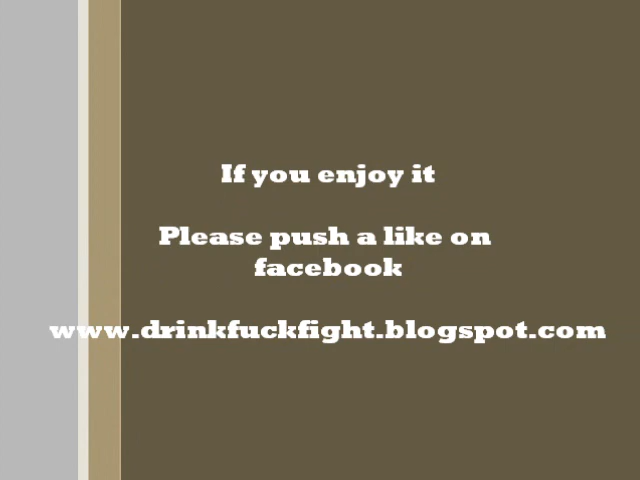 If you enjoy it
Please push a like on
facebook
www.drinkfuckfight.blogspot.com